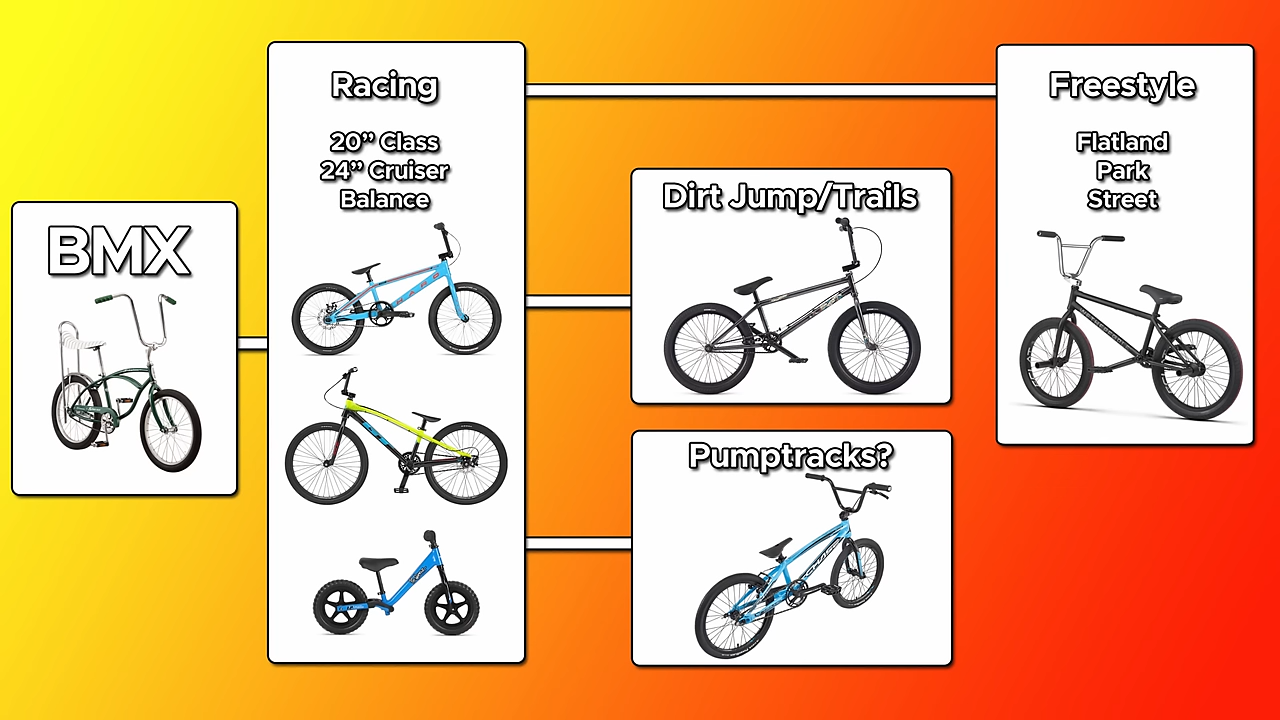 BMX
Racing
20” Class
24” Cruiser
Balance
Dirt Jump/Trails
Pumptracks?
Freestyle
Flatland
Park
Street